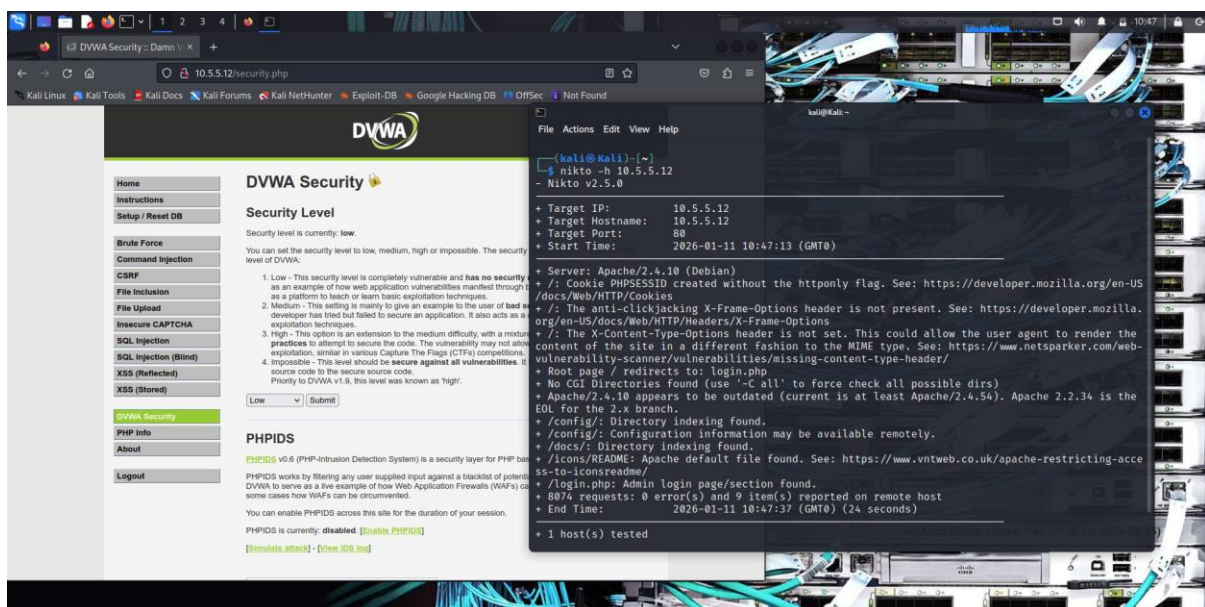 1 2 3 4
10:47
DVWA Security :: Damn V
10.5.5.12/security.php
Kali Linux Kali Tools Kali Docs Kali Forums Kali NetHunter Exploit-DB Google Hacking DB OffSec Not Found
DVWA
Home
Instructions
Setup / Reset DB
Brute Force
Command Injection
CSRF
File Inclusion
File Upload
Insecure CAPTCHA
SQL Injection
SQL Injection (Blind)
XSS (Reflected)
XSS (Stored)
DVWA Security
PHP Info
About
Logout
DVWA Security
Security Level
Security level is currently: low.
You can set the security level to low, medium, high or impossible. The security
level of DVWA:
1. Low - This security level is completely vulnerable and has no security
as an example of how web application vulnerabilities manifest through
as a platform to teach or learn basic exploitation techniques.
2. Medium - This setting is mainly to give an example to the user of bad
developer has tried but failed to secure an application. It also acts as a
exploitation techniques.
3. High - This option is an extension to the medium difficulty, with a
practices to attempt to secure the code. The vulnerability may not allow
exploitation, similar in various Capture The Flags (CTFs) competitions.
4. Impossible - This level should be secure against all vulnerabilities. It
source code to the secure source code.
Priority to DVWA v1.9, this level was known as 'high'.
Low Submit
PHPIDS
PHPIDS v0.6 (PHP-Intrusion Detection System) is a security layer for PHP
PHPIDS works by filtering any user supplied input against a blacklist of
DVWA to serve as a live example of how Web Application Firewalls (WAFs)
some cases how WAFs can be circumvented.
You can enable PHPIDS across this site for the duration of your session.
PHPIDS is currently: disabled. [Enable PHPIDS]
[Simulate attack] - [View IDS log]
kali@Kali: ~
File Actions Edit View Help
(kali㉿Kali)-[~]
$ nikto -h 10.5.5.12
- Nikto v2.5.0
+ Target IP: 10.5.5.12
+ Target Hostname: 10.5.5.12
+ Target Port: 80
+ Start Time: 2026-01-11 10:47:13 (GMT0)
+ Server: Apache/2.4.10 (Debian)
+ /: Cookie PHPSESSID created without the httponly flag. See: https://developer.mozilla.org/en-US
/docs/Web/HTTP/Cookies
+ /: The anti-clickjacking X-Frame-Options header is not present. See: https://developer.mozilla.
org/en-US/docs/Web/HTTP/Headers/X-Frame-Options
+ /: The X-Content-Type-Options header is not set. This could allow the user agent to render the
content of the site in a different fashion to the MIME type. See: https://www.netsparker.com/web-
vulnerability-scanner/vulnerabilities/missing-content-type-header/
+ Root page / redirects to: login.php
+ No CGI Directories found (use '-C all' to force check all possible dirs)
+ Apache/2.4.10 appears to be outdated (current is at least Apache/2.4.54). Apache 2.2.34 is the
EOL for the 2.x branch.
+ /config/: Directory indexing found.
+ /config/: Configuration information may be available remotely.
+ /docs/: Directory indexing found.
+ /icons/README: Apache default file found. See: https://www.vntweb.co.uk/apache-restricting-acce
ss-to-iconsreadme/
+ /login.php: Admin login page/section found.
+ 8074 requests: 0 error(s) and 9 item(s) reported on remote host
+ End Time: 2026-01-11 10:47:37 (GMT0) (24 seconds)
+ 1 host(s) tested